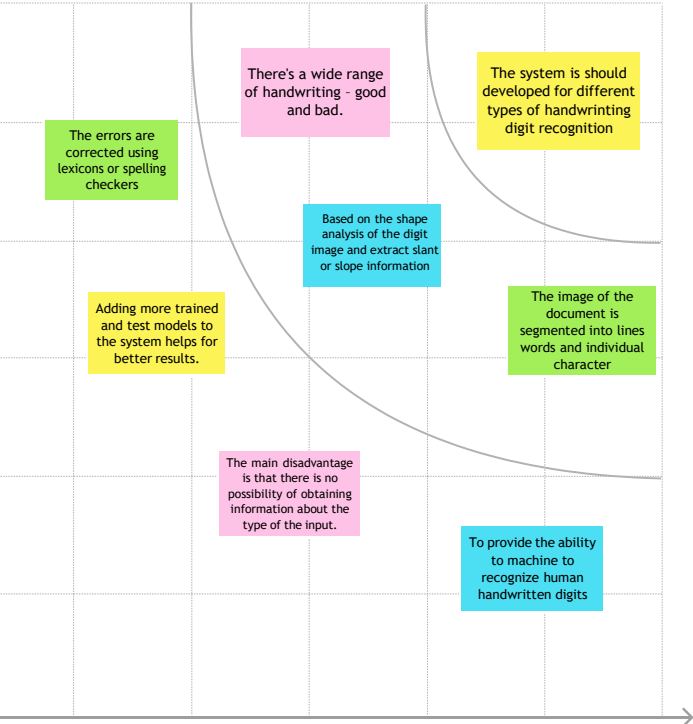 There's a wide range
of handwriting - good
and bad.
The system is should
developed for different
types of handwrinting
digit recognition
The errors are
corrected using
lexicons or spelling
checkers
Based on the shape
analysis of the digit
image and extract slant
or slope information
The image of the
document is
segmented into lines
words and individual
character
Adding more trained
and test models to
the system helps for
better results.
The main disadvantage
is that there is no
possibility of obtaining
information about the
type of the input.
To provide the ability
to machine to
recognize human
handwritten digits